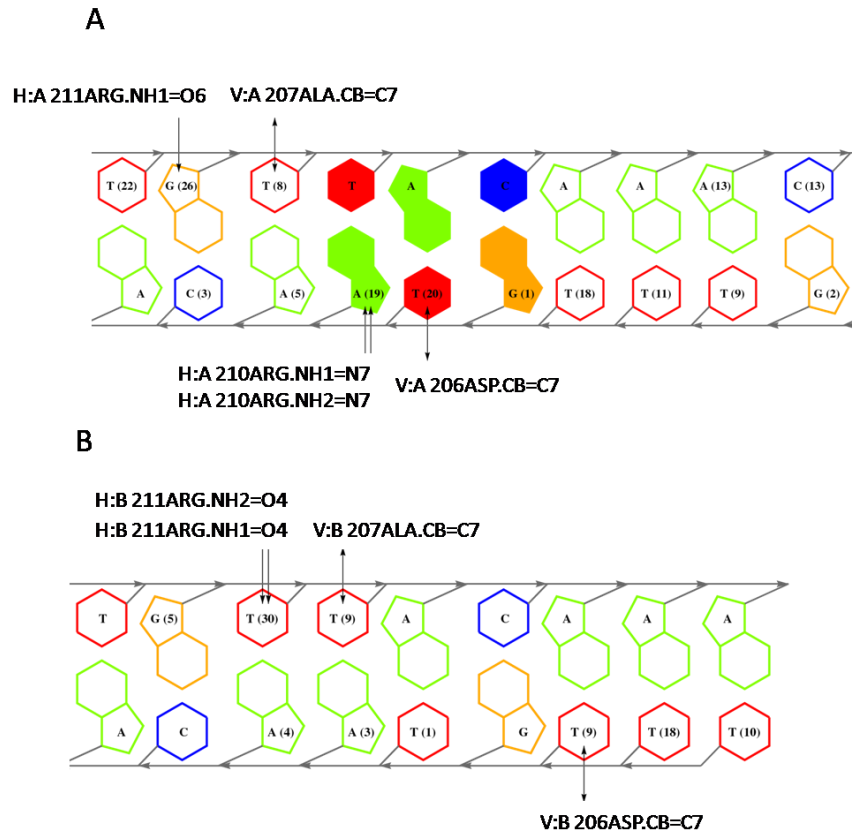 A
H:A 211ARG.NH1=O6 V:A 207ALA.CB=C7
T (22) G (26) T (8) T A C A A A (13) C (13)
A C (3) A (5) A (19) T (20) G (1) T (18) T (11) T (9) G (2)
H:A 210ARG.NH1=N7
H:A 210ARG.NH2=N7
V:A 206ASP.CB=C7
B
H:B 211ARG.NH2=O4
H:B 211ARG.NH1=O4 V:B 207ALA.CB=C7
T G (5) T (30) T (9) A C A A A
A C A (4) A (3) T (1) G T (9) T (18) T (10)
V:B 206ASP.CB=C7